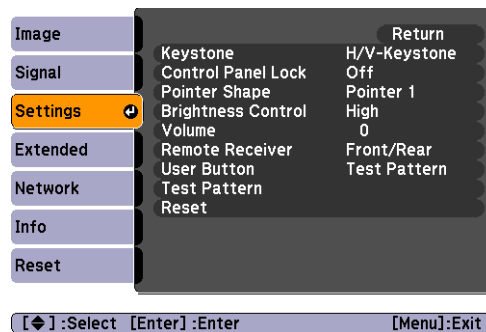 Image
Signal
Settings
Extended
Network
Info
Reset
Return
Keystone H/V-Keystone
Control Panel Lock Off
Pointer Shape Pointer 1
Brightness Control High
Volume 0
Remote Receiver Front/Rear
User Button Test Pattern
Test Pattern
Reset
[◆] :Select [Enter] :Enter [Menu]:Exit